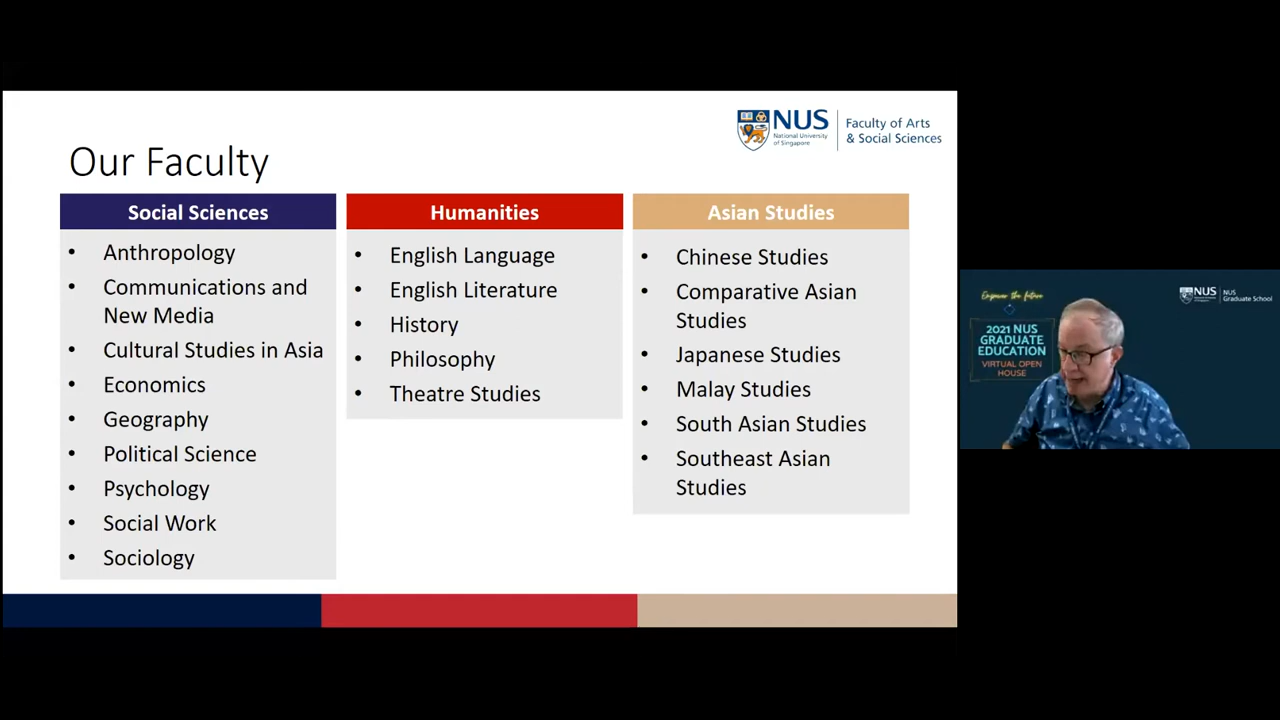 NUS
National University
of Singapore
Faculty of Arts
& Social Sciences
Our Faculty
Social Sciences
• Anthropology
• Communications and
New Media
• Cultural Studies in Asia
• Economics
• Geography
• Political Science
• Psychology
• Social Work
• Sociology
Humanities
• English Language
• English Literature
• History
• Philosophy
• Theatre Studies
Asian Studies
• Chinese Studies
• Comparative Asian
Studies
• Japanese Studies
• Malay Studies
• South Asian Studies
• Southeast Asian
Studies
Empower the future
2021 NUS
GRADUATE
EDUCATION
VIRTUAL OPEN
HOUSE
NUS
NUS
Graduate School